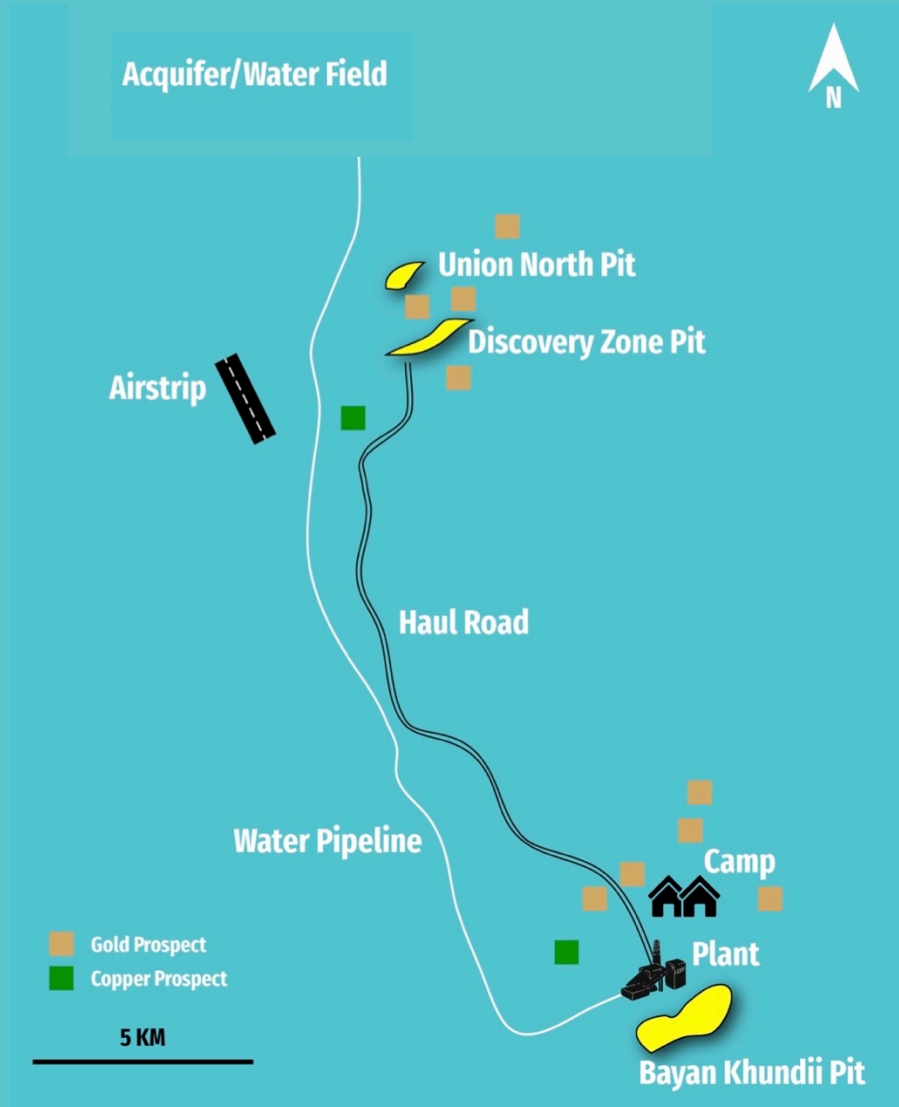 Acquifer/Water Field
N
Union North Pit
Discovery Zone Pit
Airstrip
Haul Road
Water Pipeline
Camp
Plant
Gold Prospect
Copper Prospect
5 KM
Bayan Khundii Pit